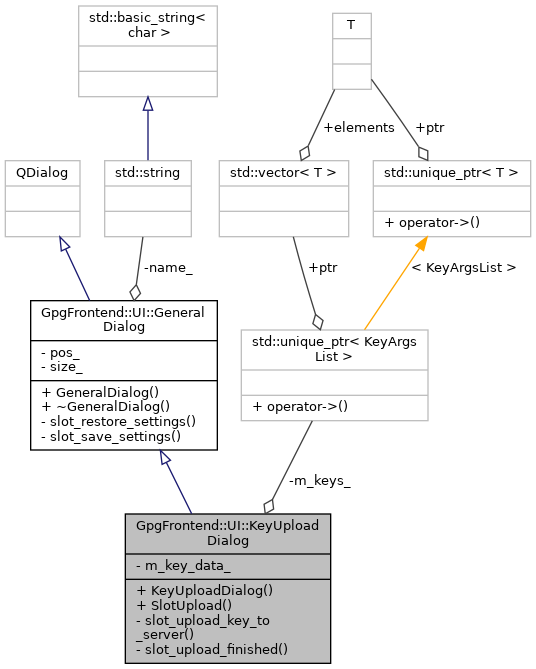 std::basic_string<
char >
T
+elements
+ptr
QDialog
std::string
std::vector< T >
std::unique_ptr< T >
+ operator->()
-name_
+ptr
< KeyArgsList >
GpgFrontend::UI::General
Dialog
- pos_
- size_
+ GeneralDialog()
+ ~GeneralDialog()
- slot_restore_settings()
- slot_save_settings()
std::unique_ptr< KeyArgs
List >
+ operator->()
-m_keys_
GpgFrontend::UI::KeyUpload
Dialog
- m_key_data_
+ KeyUploadDialog()
+ SlotUpload()
- slot_upload_key_to
_server()
- slot_upload_finished()